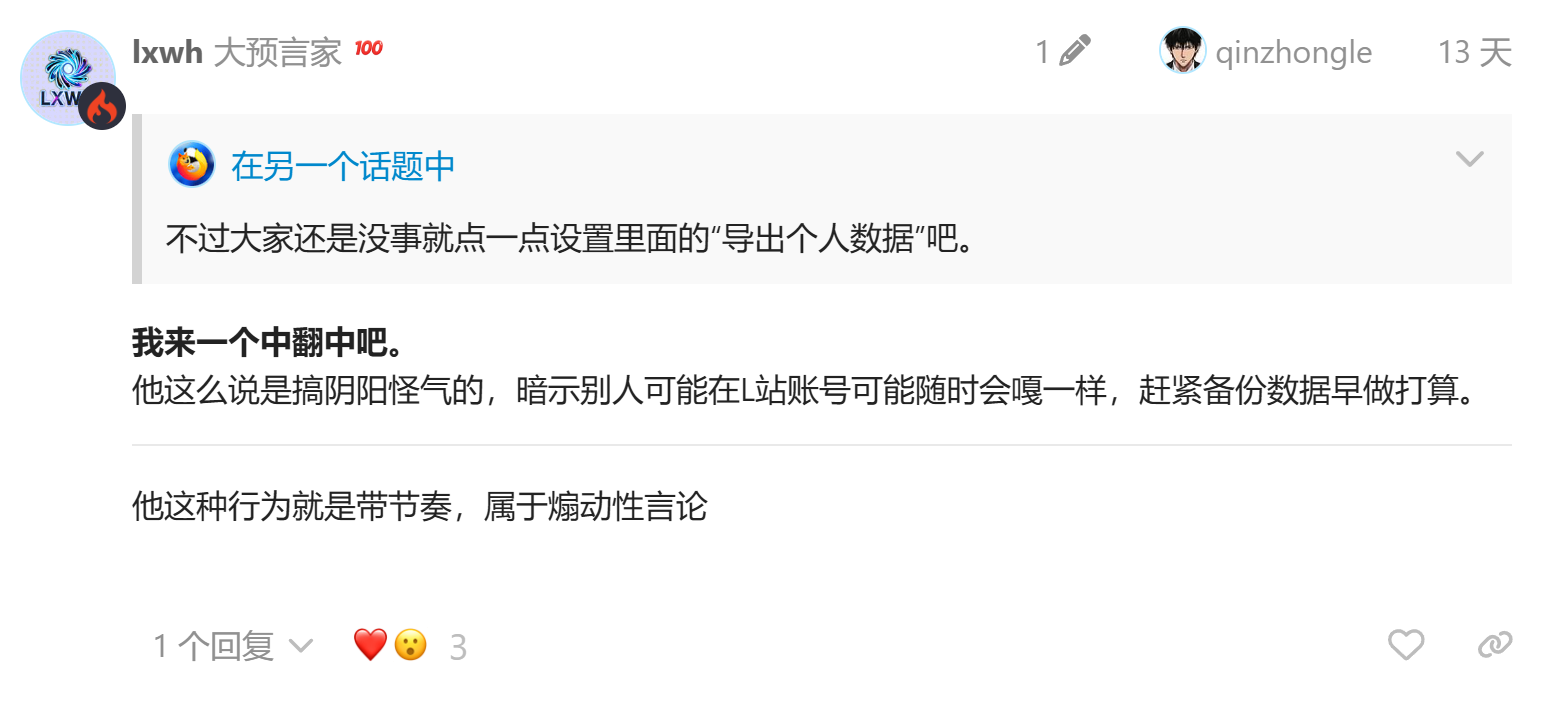 lxwh 大预言家 100 1 qinzhongle 13 天
LXW
在另一个话题中
不过大家还是没事就点一点设置里面的“导出个人数据”吧。
我来一个中翻中吧。
他这么说是搞阴阳怪气的，暗示别人可能在L站账号可能随时会嘎一样，赶紧备份数据早做打算。
他这种行为就是带节奏，属于煽动性言论
1 个回复 3